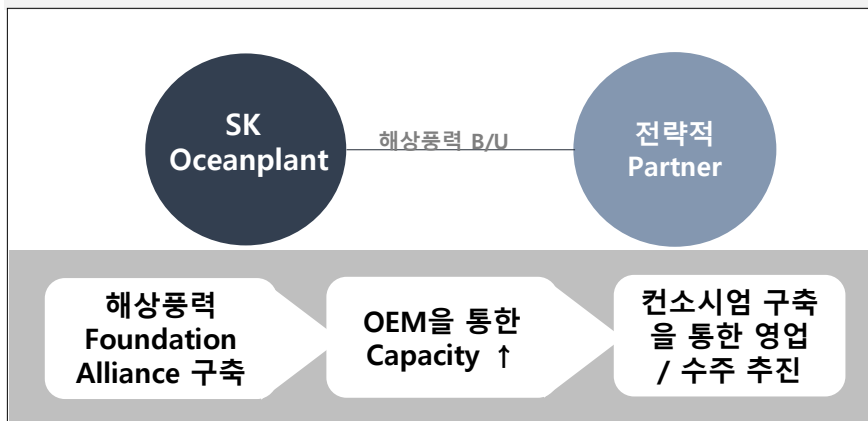 SK
Oceanplant
해상풍력 B/U
전략적
Partner
해상풍력
Foundation
Alliance 구축
OEM을 통한
Capacity ↑
컨소시엄 구축
을 통한 영업
/ 수주 추진